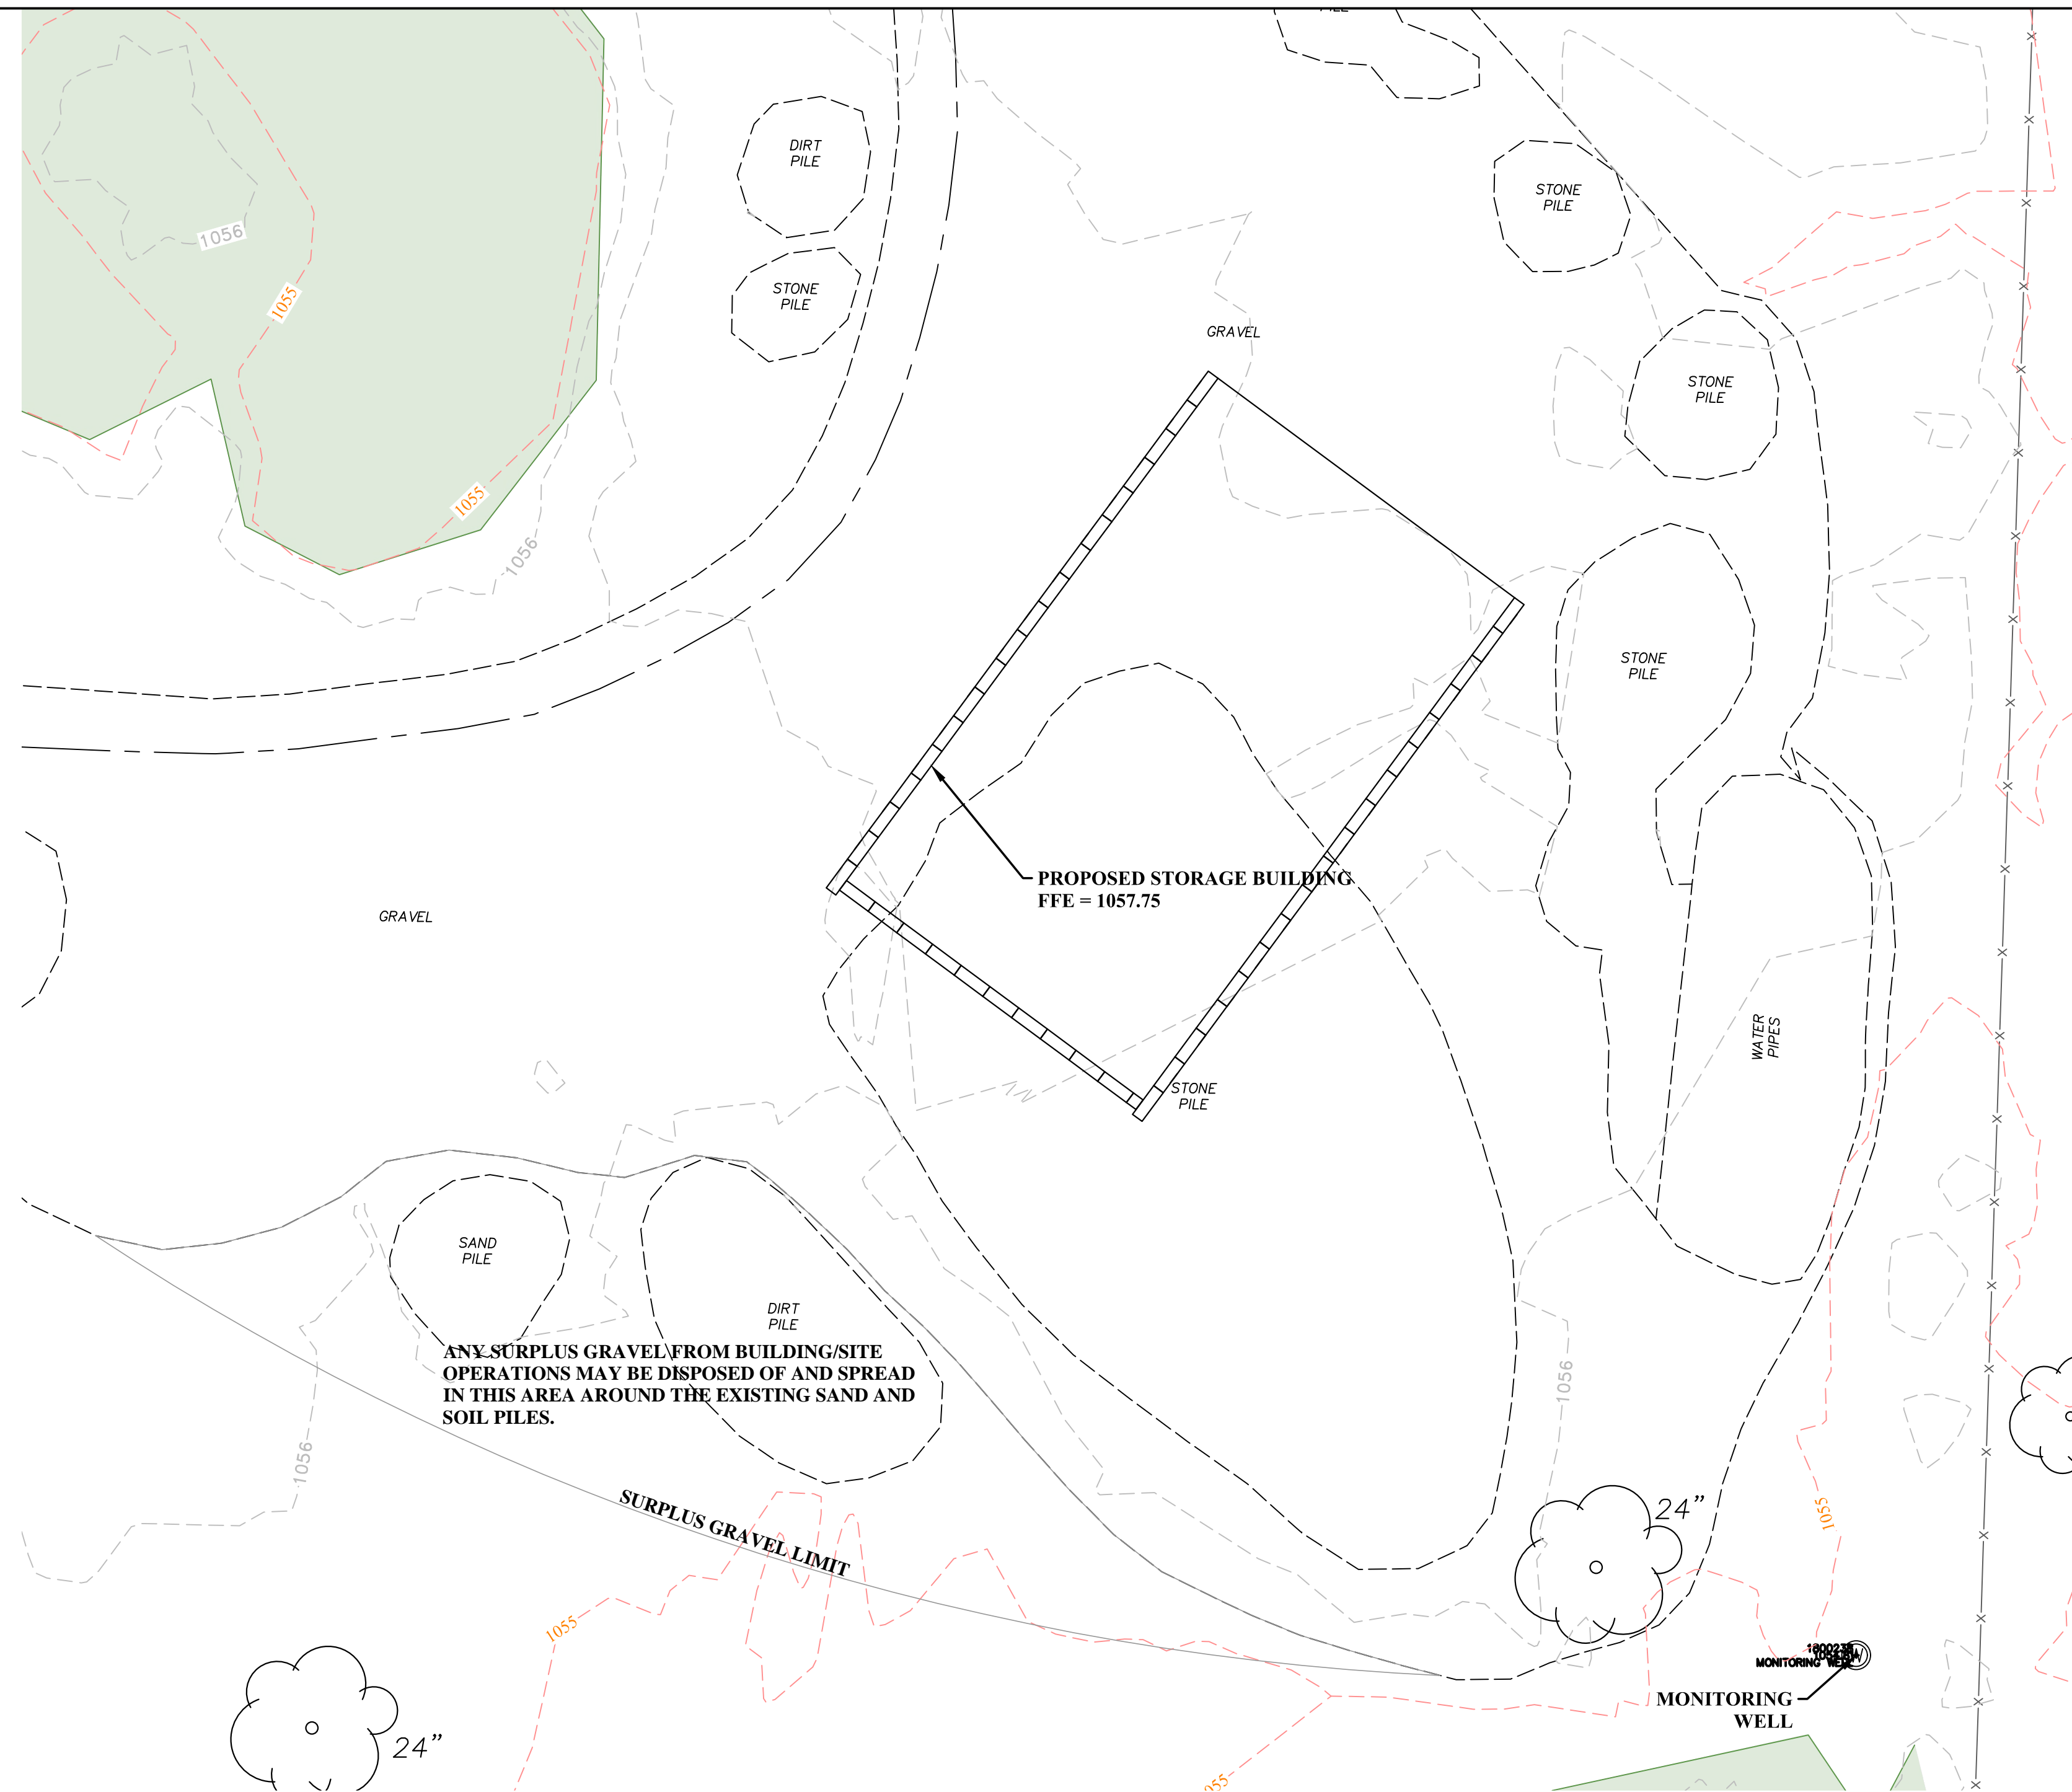 DIRT
PILE
STONE
PILE
1056
STONE
PILE
1055
GRAVEL
STONE
PILE
1055
1056
STONE
PILE
PROPOSED STORAGE BUILDING
FFE = 1057.75
GRAVEL
WATER
PIPES
STONE
PILE
SAND
PILE
DIRT
PILE
ANY SURPLUS GRAVEL FROM BUILDING/SITE
OPERATIONS MAY BE DISPOSED OF AND SPREAD
IN THIS AREA AROUND THE EXISTING SAND AND
SOIL PILES.
1056
1056
SURPLUS GRAVEL LIMIT
24”
1055
1055
MONITORING WELL
MONITORING
WELL
24”